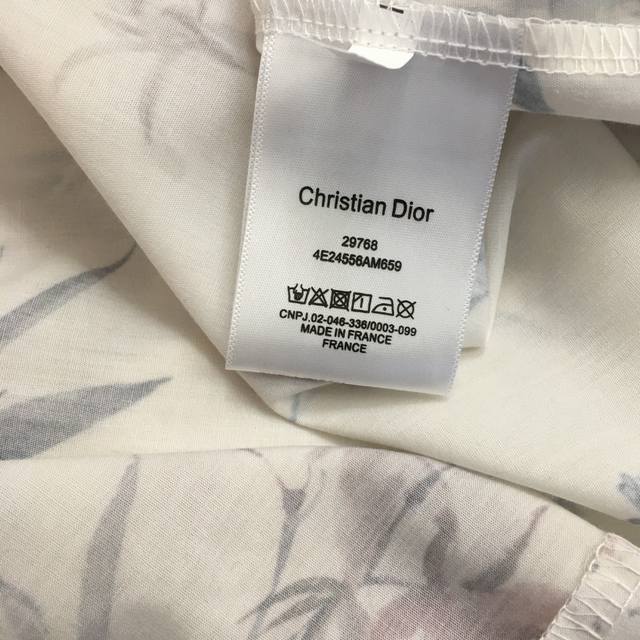 Christian Dior
29768
4E24556AM659
CNPJ.02-046-336/0003-099
MADE IN FRANCE
FRANCE